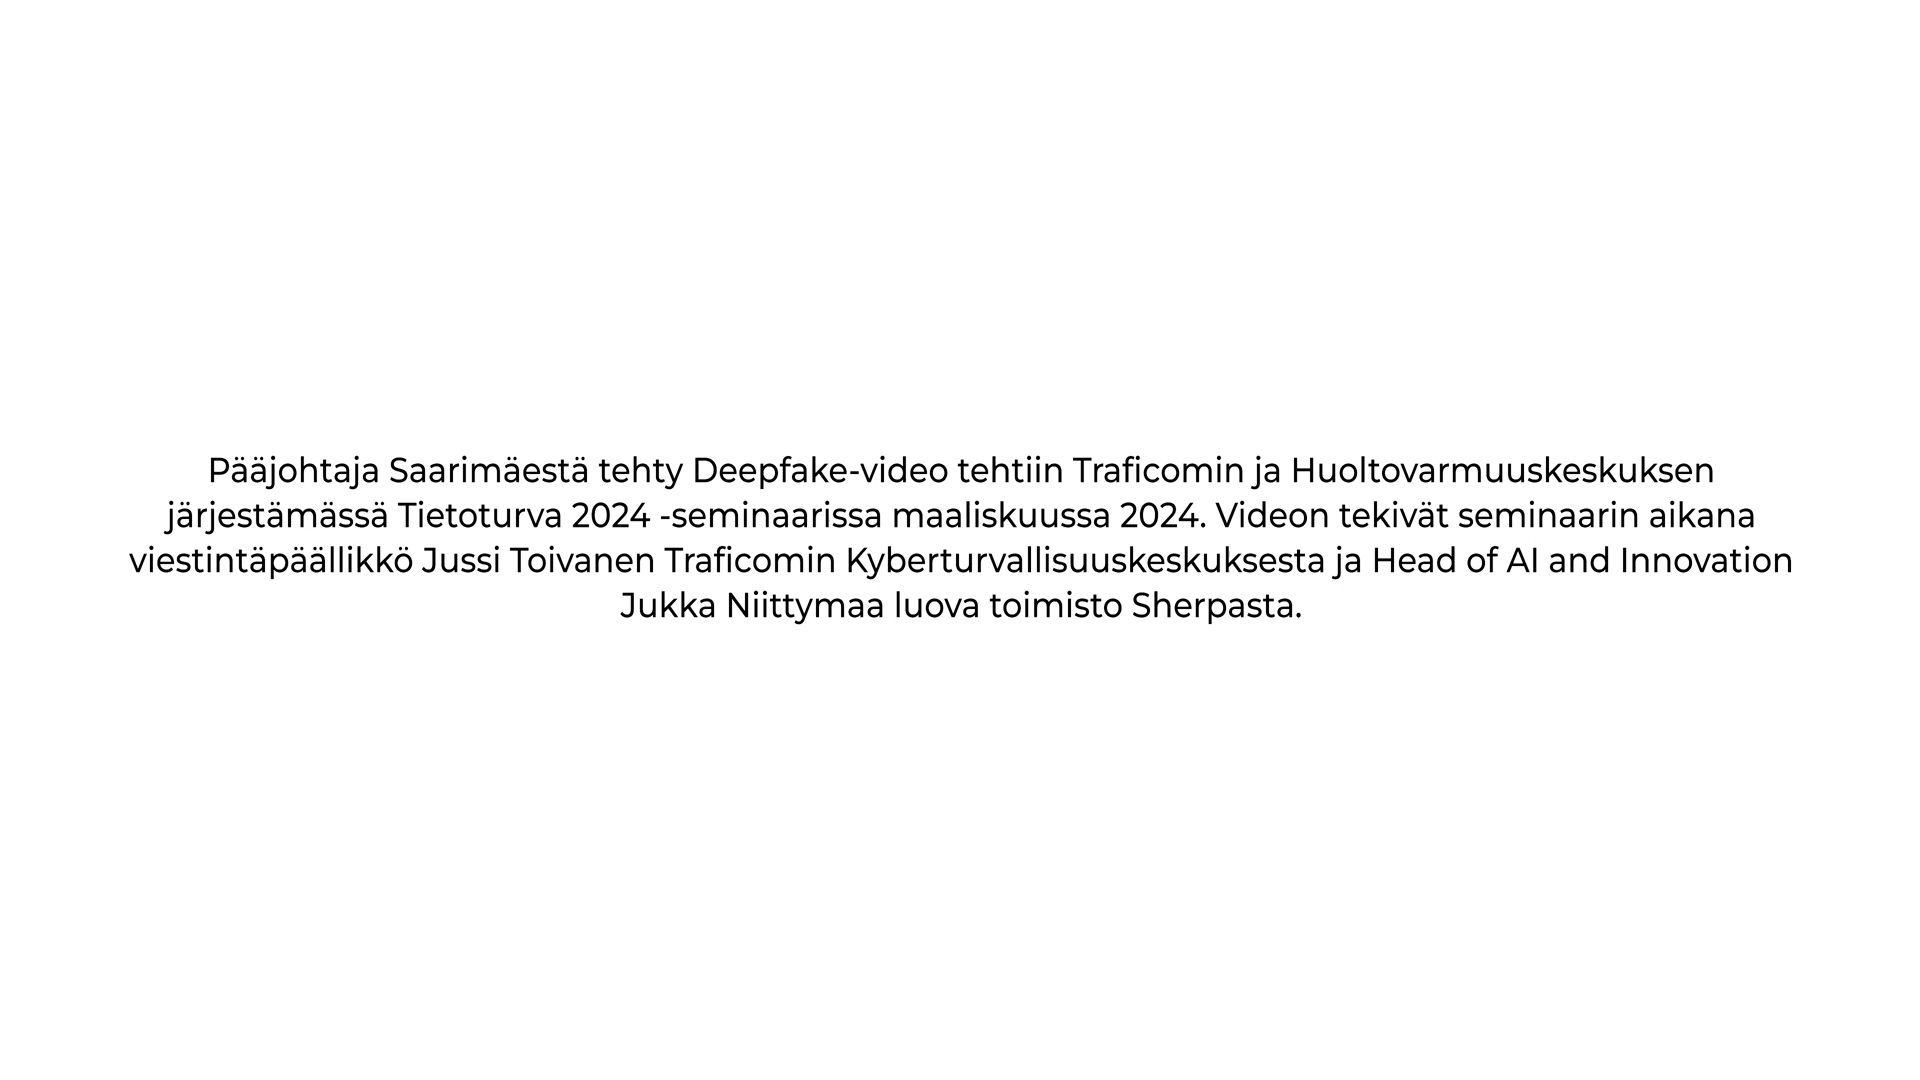 Pääjohtaja Saarimäestä tehty Deepfake-video tehtiin Traficomin ja Huoltovarmuuskeskuksen
järjestämässä Tietoturva 2024 -seminaarissa maaliskuussa 2024. Videon tekivät seminaarin aikana
viestintäpäällikkö Jussi Toivanen Traficomin Kyberturvallisuuskeskuksesta ja Head of AI and Innovation
Jukka Niittymaa luova toimisto Sherpasta.